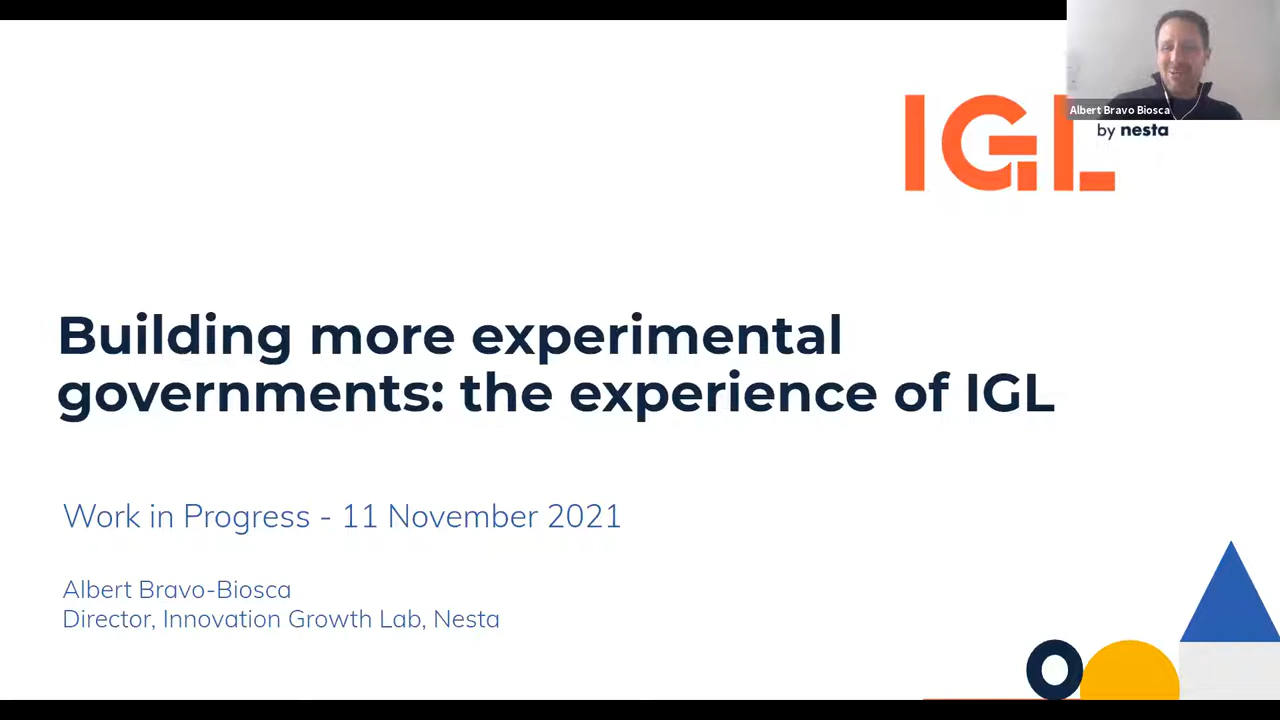 Albert Bravo Biosca
IGL
by nesta
Building more experimental
governments: the experience of IGL
Work in Progress - 11 November 2021
Albert Bravo-Biosca
Director, Innovation Growth Lab, Nesta